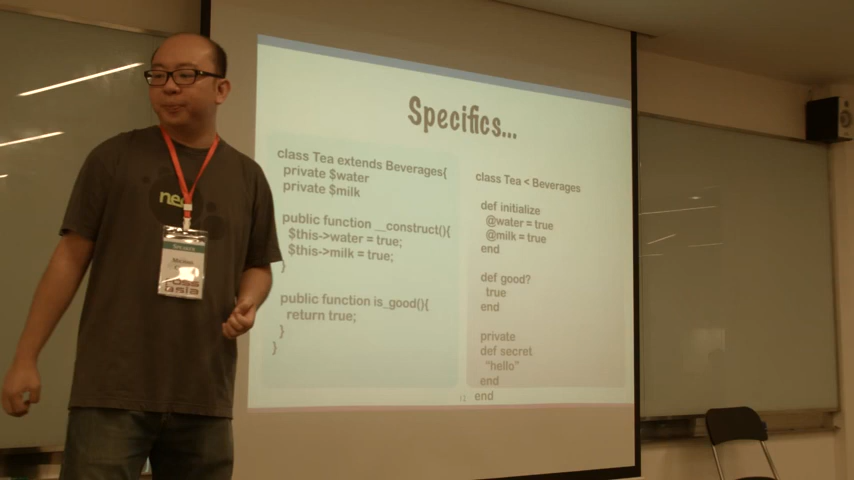 Specifics...
class Tea extends Beverages{
private $water
private $milk
public function __construct(){
$this->water = true;
$this->milk = true;
}
public function is_good(){
return true;
}
}
class Tea < Beverages
def initialize
@water = true
@milk = true
end
def good?
true
end
private
def secret
"hello"
end
end
12